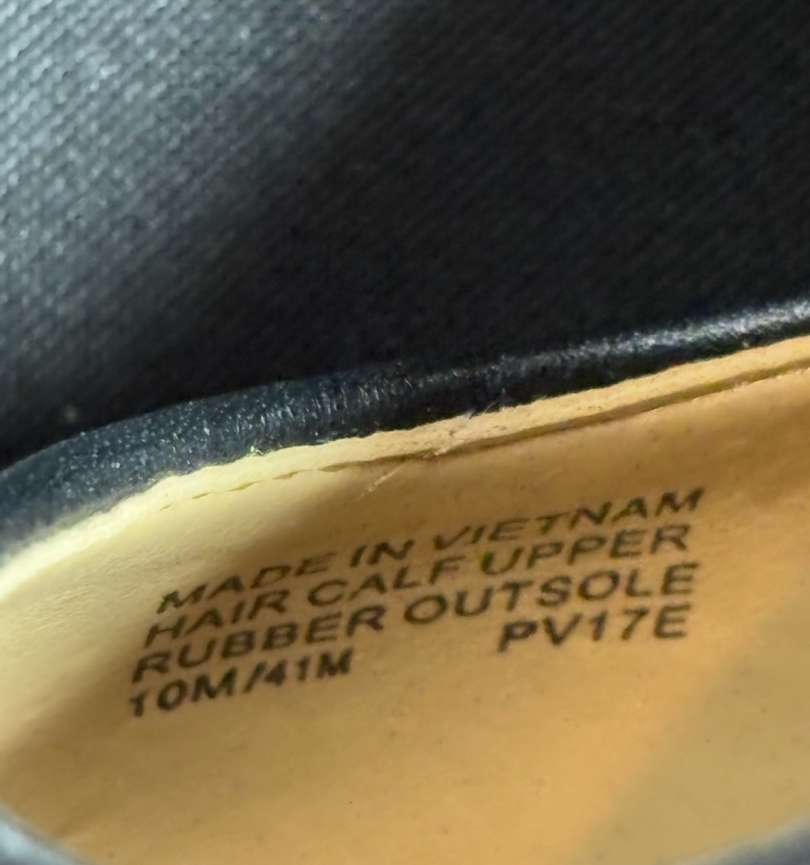 MADE IN VIETNAM
HAIR CALF UPPER
RUBBER OUTSOLE
10M/41M PV17E